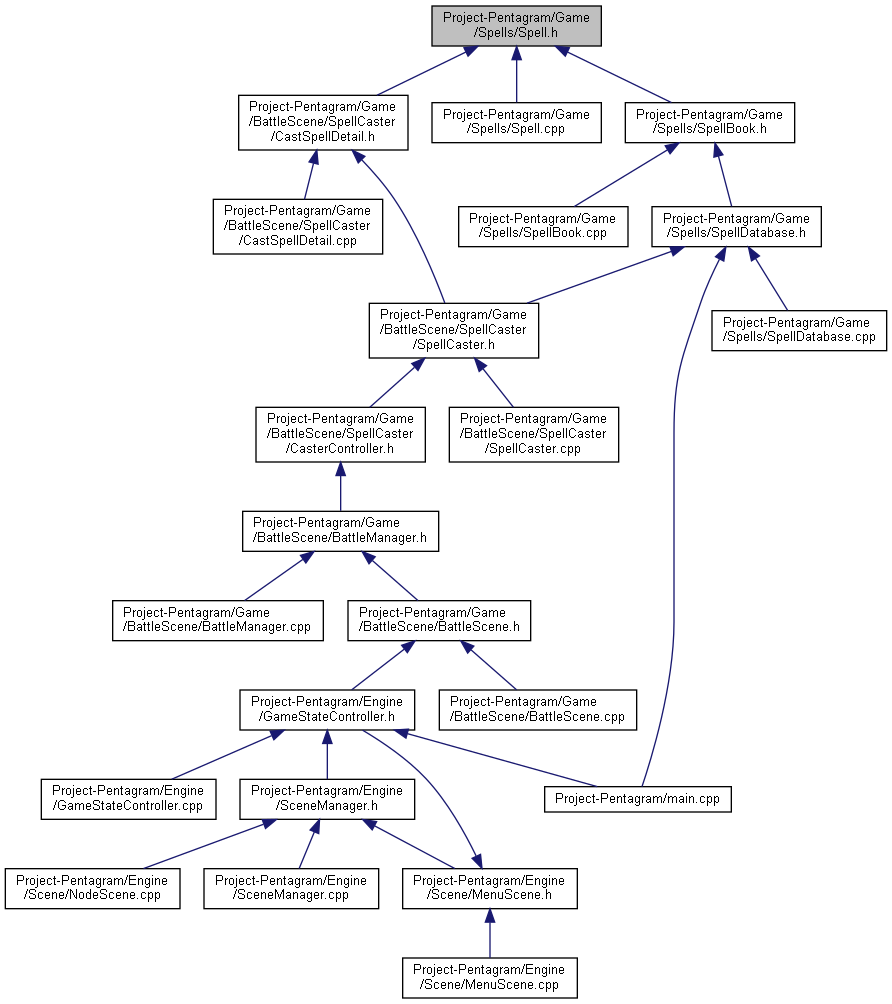 Project-Pentagram/Game
/Spells/Spell.h
Project-Pentagram/Game
/BattleScene/SpellCaster
/CastSpellDetail.h
Project-Pentagram/Game
/Spells/Spell.cpp
Project-Pentagram/Game
/Spells/SpellBook.h
Project-Pentagram/Game
/BattleScene/SpellCaster
/CastSpellDetail.cpp
Project-Pentagram/Game
/Spells/SpellBook.cpp
Project-Pentagram/Game
/Spells/SpellDatabase.h
Project-Pentagram/Game
/BattleScene/SpellCaster
/SpellCaster.h
Project-Pentagram/Game
/Spells/SpellDatabase.cpp
Project-Pentagram/Game
/BattleScene/SpellCaster
/CasterController.h
Project-Pentagram/Game
/BattleScene/SpellCaster
/SpellCaster.cpp
Project-Pentagram/Game
/BattleScene/BattleManager.h
Project-Pentagram/Game
/BattleScene/BattleManager.cpp
Project-Pentagram/Game
/BattleScene/BattleScene.h
Project-Pentagram/Engine
/GameStateController.h
Project-Pentagram/Game
/BattleScene/BattleScene.cpp
Project-Pentagram/Engine
/GameStateController.cpp
Project-Pentagram/Engine
/SceneManager.h
Project-Pentagram/main.cpp
Project-Pentagram/Engine
/Scene/NodeScene.cpp
Project-Pentagram/Engine
/SceneManager.cpp
Project-Pentagram/Engine
/Scene/MenuScene.h
Project-Pentagram/Engine
/Scene/MenuScene.cpp